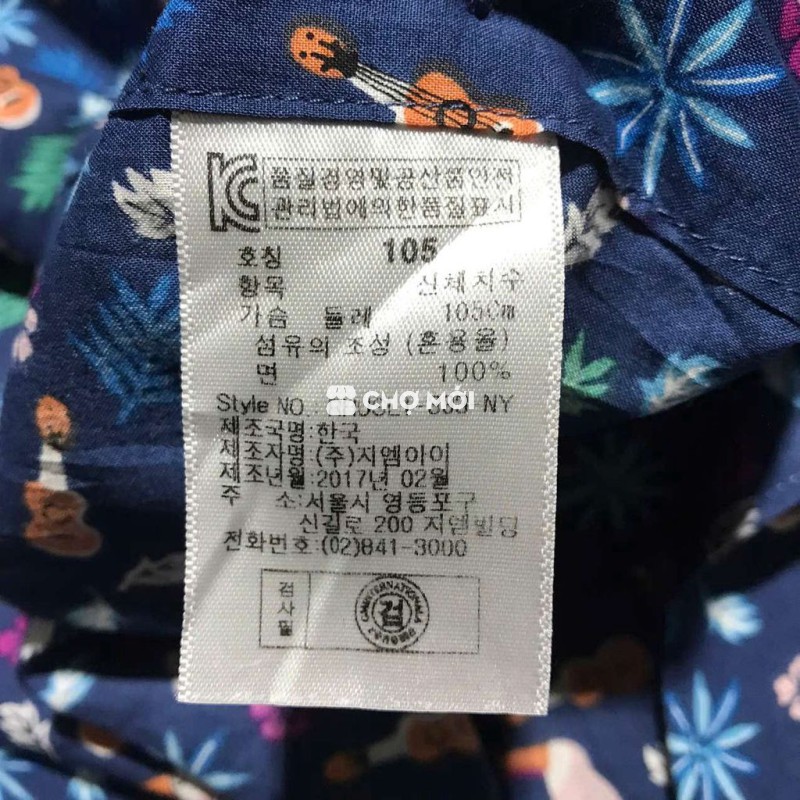 KC 품질경영및공산품안전
관리법에의한품질표시
호칭 105
항목 신체치수
가슴 둘레 105Cm
섬유의 조성 (혼용율)
면 100%
CHỢ MỚI
Style NO. NY
제조국명:한국
제조자명:(주)지엠아이
제조년월:2017년 02월
주 소:서울시 영등포구
신길로 200 지엠빌딩
전화번호:(02)841-3000
검사필
검